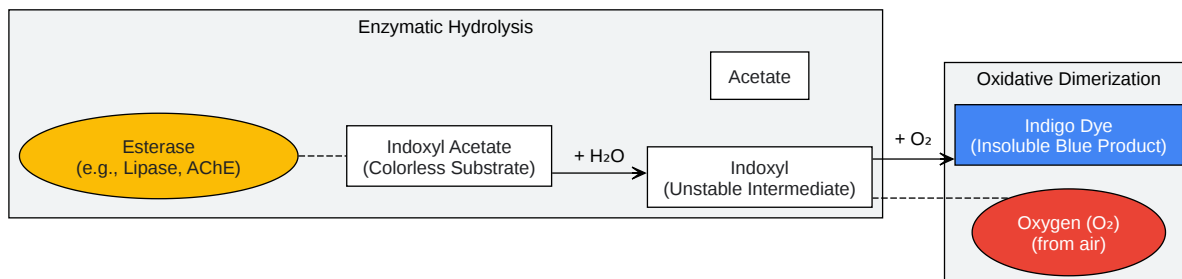 Enzymatic Hydrolysis
Acetate
Oxidative Dimerization
Esterase
(e.g., Lipase, AChE)
Indoxyl Acetate
(Colorless Substrate)
+ H₂O
Indoxyl
(Unstable Intermediate)
+ O₂
Indigo Dye
(Insoluble Blue Product)
Oxygen (O₂)
(from air)